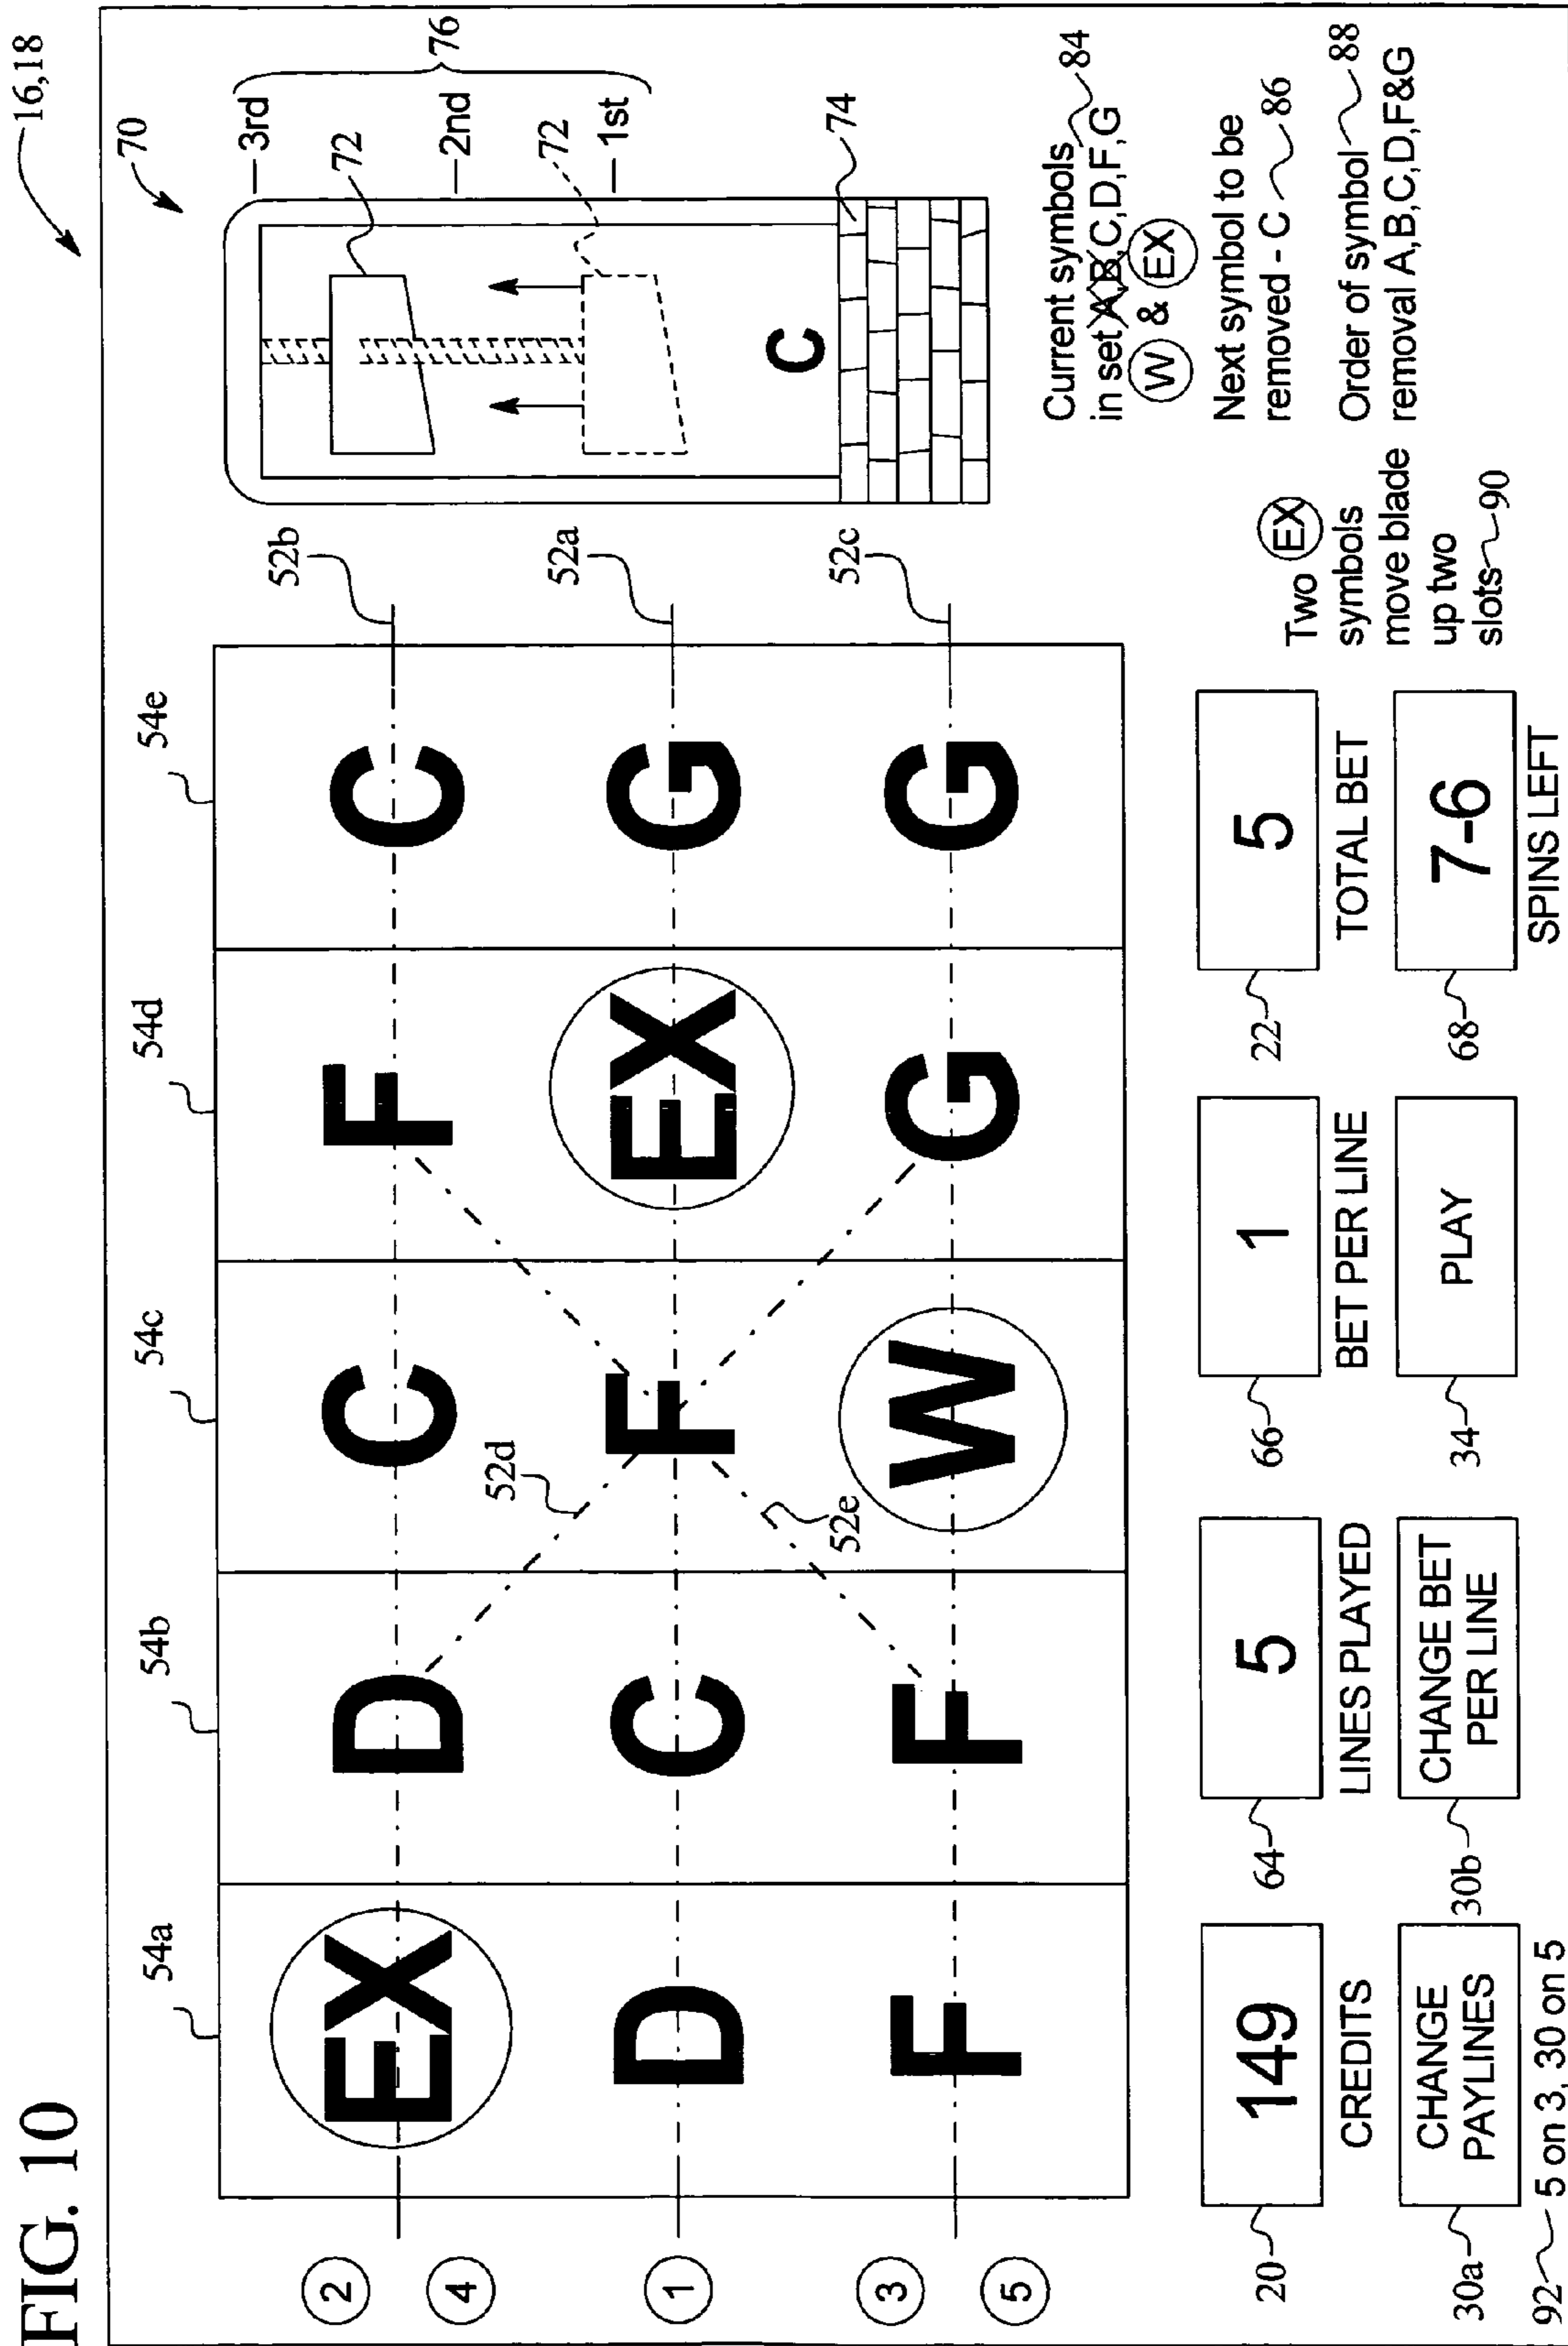 FIG. 10
16,18
54a
54b
54c
54d
54e
70
2
EX
D
C
F
C
52b
4
52d
1
D
C
F
EX
G
52a
52e
3
F
F
W
G
G
52c
5
3rd
72
2nd
76
72
1st
C
74
Current symbols 84
in set A,B,C,D,F,G
W & EX
Next symbol to be
removed - C 86
Order of symbol 88
removal A,B,C,D,F&G
Two EX
symbols
move blade
up two
slots 90
20 149
CREDITS
64 5
LINES PLAYED
66 1
BET PER LINE
22 5
TOTAL BET
30a CHANGE
PAYLINES
30b CHANGE BET
PER LINE
34 PLAY
68 7-6
SPINS LEFT
92 5 on 3, 30 on 5